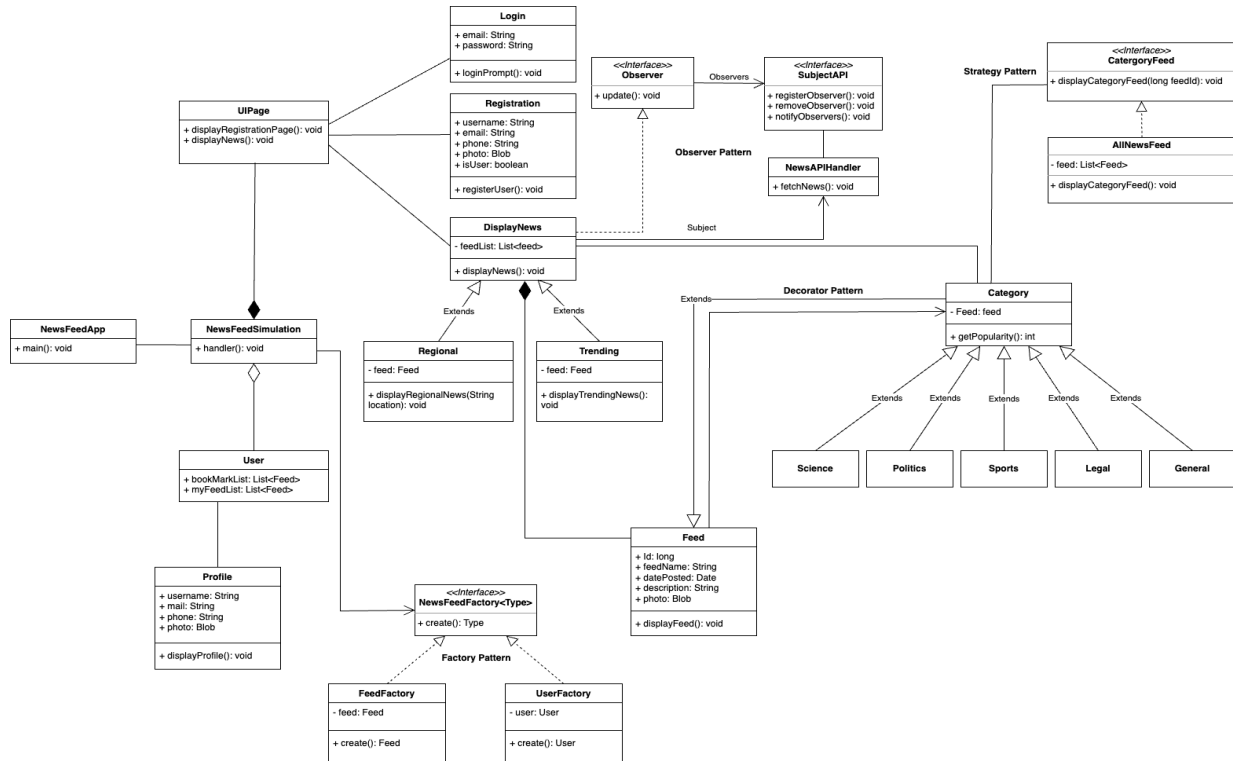 Login
+ email: String
+ password: String
+ loginPrompt(): void
<<Interface>>
Observer
+ update(): void
Observers
<<Interface>>
SubjectAPI
+ registerObserver(): void
+ removeObserver(): void
+ notifyObservers(): void
Strategy Pattern
<<Interface>>
CatergoryFeed
+ displayCategoryFeed(long feedId): void
UIPage
+ displayRegistrationPage(): void
+ displayNews(): void
Registration
+ username: String
+ email: String
+ phone: String
+ photo: Blob
+ isUser: boolean
+ registerUser(): void
Observer Pattern
NewsAPIHandler
+ fetchNews(): void
AllNewsFeed
- feed: List<Feed>
+ displayCategoryFeed(): void
DisplayNews
- feedList: List<feed>
+ displayNews(): void
Subject
Extends
Extends
Extends
Decorator Pattern
Category
- Feed: feed
+ getPopularity(): int
NewsFeedApp
+ main(): void
NewsFeedSimulation
+ handler(): void
Regional
- feed: Feed
+ displayRegionalNews(String
location): void
Trending
- feed: Feed
+ displayTrendingNews():
void
Extends
Extends
Extends
Extends
Extends
Science
Politics
Sports
Legal
General
User
+ bookMarkList: List<Feed>
+ myFeedList: List<Feed>
Profile
+ username: String
+ mail: String
+ phone: String
+ photo: Blob
+ displayProfile(): void
Feed
+ Id: long
+ feedName: String
+ datePosted: Date
+ description: String
+ photo: Blob
+ displayFeed(): void
<<Interface>>
NewsFeedFactory<Type>
+ create(): Type
Factory Pattern
FeedFactory
- feed: Feed
+ create(): Feed
UserFactory
- user: User
+ create(): User